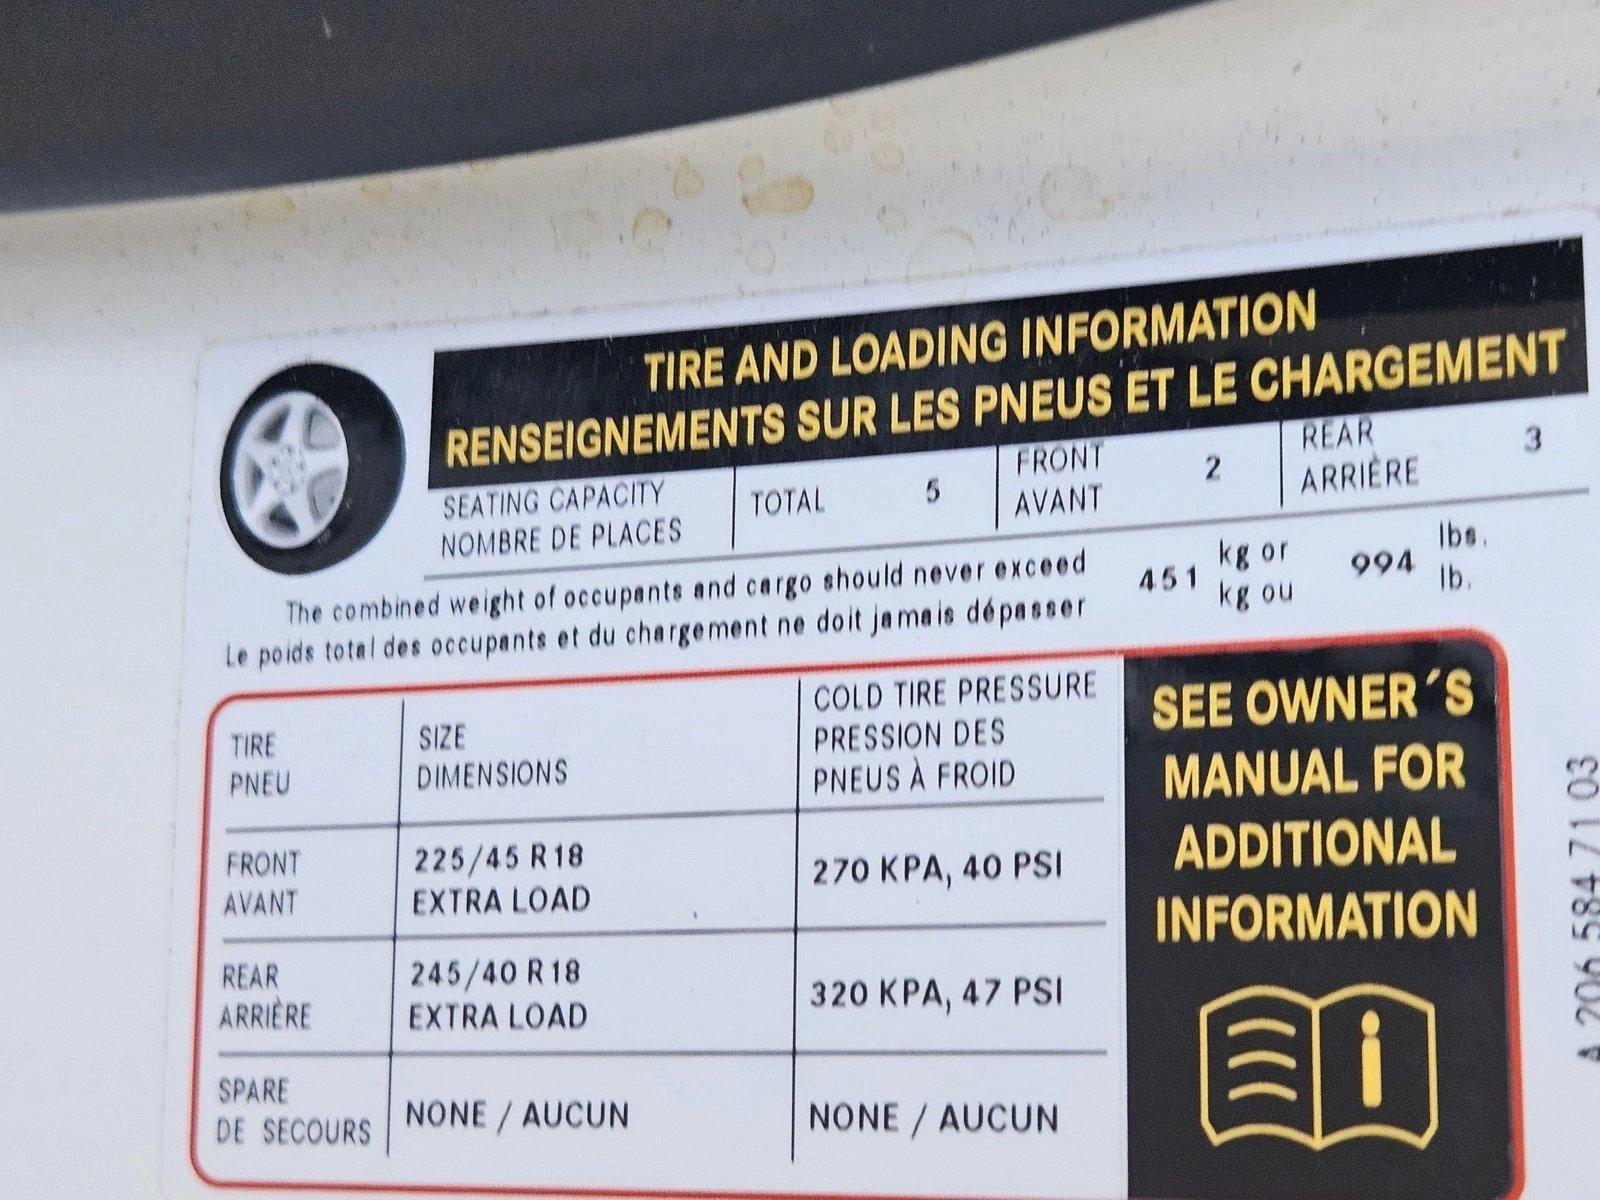 TIRE AND LOADING INFORMATION
RENSEIGNEMENTS SUR LES PNEUS ET LE CHARGEMENT
SEATING CAPACITY
NOMBRE DE PLACES
TOTAL 5
FRONT
AVANT
2
REAR
ARRIÈRE
3
The combined weight of occupants and cargo should never exceed
Le poids total des occupants et du chargement ne doit jamais dépasser
451
kg or
kg ou
994
lbs.
lb.
TIRE
PNEU
SIZE
DIMENSIONS
COLD TIRE PRESSURE
PRESSION DES
PNEUS À FROID
FRONT
AVANT
225/45 R18
EXTRA LOAD
270 KPA, 40 PSI
REAR
ARRIÈRE
245/40 R18
EXTRA LOAD
320 KPA, 47 PSI
SPARE
DE SECOURS
NONE / AUCUN
NONE / AUCUN
SEE OWNER´S
MANUAL FOR
ADDITIONAL
INFORMATION
A 206 584 71 03